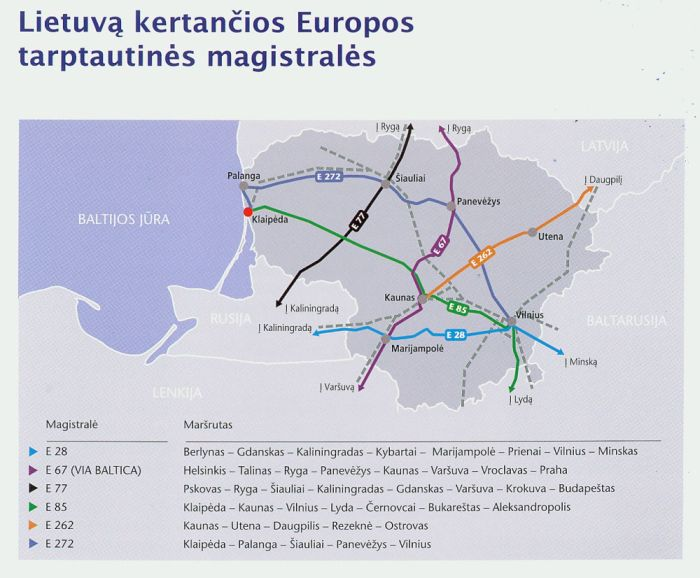 Lietuvą kertančios Europos
tarptautinės magistralės
Į Rygą
Į Rygą
LATVIJA
Palanga
E 272
Šiauliai
Į Daugpilį
Panevėžys
BALTIJOS JŪRA
Klaipėda
E 77
E 67
E 262
Utena
Kaunas
E 85
Į Kaliningradą
RUSIJA
Vilnius
BALTARUSIJA
Į Kaliningradą
E 28
Marijampolė
Į Minską
Į Varšuvą
LENKIJA
Į Lydą
Magistralė Maršrutas
E 28 Berlynas – Gdanskas – Kaliningradas – Kybartai – Marijampolė – Prienai – Vilnius – Minskas
E 67 (VIA BALTICA) Helsinkis – Talinas – Ryga – Panevėžys – Kaunas – Varšuva – Vroclavas – Praha
E 77 Pskovas – Ryga – Šiauliai – Kaliningradas – Gdanskas – Varšuva – Krokuva – Budapeštas
E 85 Klaipėda – Kaunas – Vilnius – Lyda – Černovcai – Bukareštas – Aleksandropolis
E 262 Kaunas – Utena – Daugpilis – Rezeknė – Ostrovas
E 272 Klaipėda – Palanga – Šiauliai – Panevėžys – Vilnius